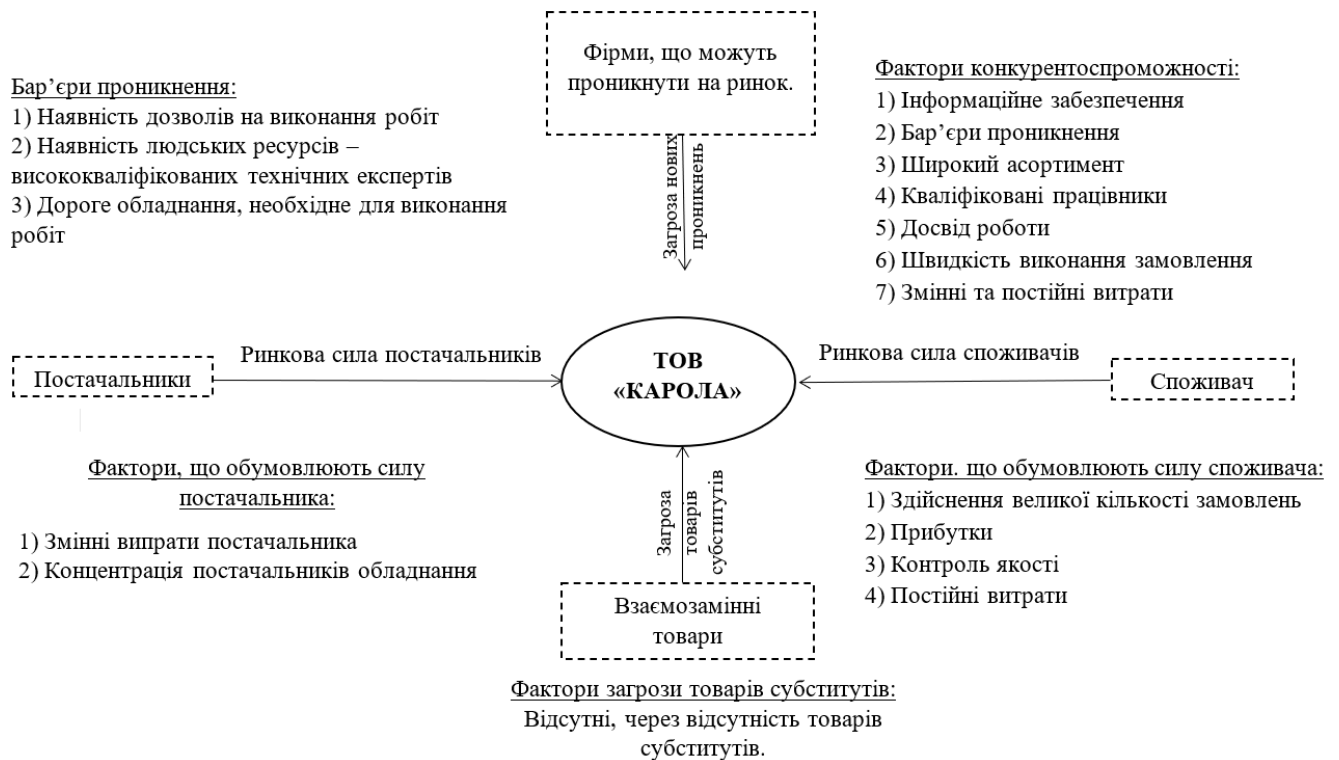 Фірми, що можуть
проникнути на ринок.
Бар’єри проникнення:
1) Наявність дозволів на виконання робіт
2) Наявність людських ресурсів –
висококваліфікованих технічних експертів
3) Дороге обладнання, необхідне для виконання
робіт
Загроза нових
проникнень
Фактори конкурентоспроможності:
1) Інформаційне забезпечення
2) Бар’єри проникнення
3) Широкий асортимент
4) Кваліфіковані працівники
5) Досвід роботи
6) Швидкість виконання замовлення
7) Змінні та постійні витрати
Постачальники
Ринкова сила постачальників
ТОВ
«КАРОЛА»
Ринкова сила споживачів
Споживач
Фактори, що обумовлюють силу
постачальника:
1) Змінні випрати постачальника
2) Концентрація постачальників обладнання
Загроза
товарів
субститутів
Фактори. що обумовлюють силу споживача:
1) Здійснення великої кількості замовлень
2) Прибутки
3) Контроль якості
4) Постійні витрати
Взаємозамінні
товари
Фактори загрози товарів субститутів:
Відсутні, через відсутність товарів
субститутів.